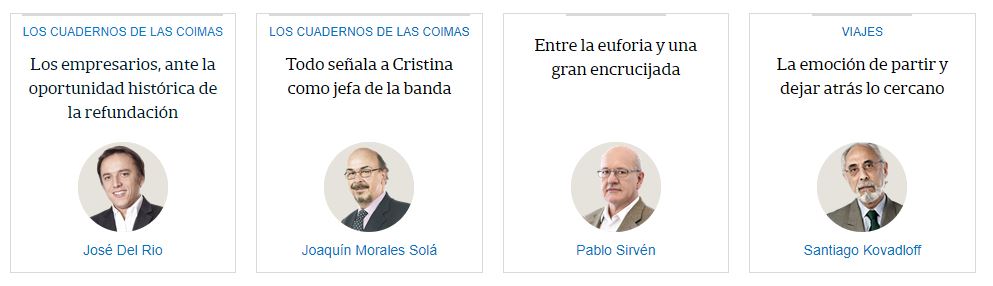 LOS CUADERNOS DE LAS COIMAS
Los empresarios, ante la
oportunidad histórica de
la refundación
José Del Rio
LOS CUADERNOS DE LAS COIMAS
Todo señala a Cristina
como jefa de la banda
Joaquín Morales Solá
Entre la euforia y una
gran encrucijada
Pablo Sirvén
VIAJES
La emoción de partir y
dejar atrás lo cercano
Santiago Kovadloff